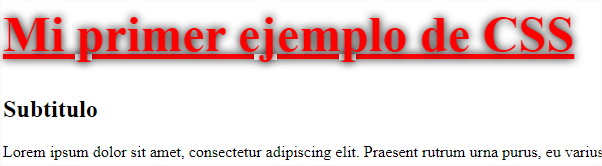 Mi primer ejemplo de CSS
Subtitulo
Lorem ipsum dolor sit amet, consectetur adipiscing elit. Praesent rutrum urna purus, eu varius